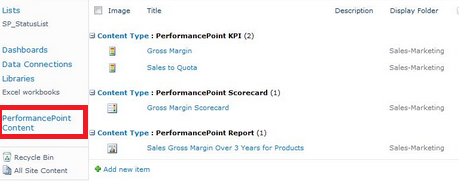 Lists
SP_StatusList
Dashboards
Data Connections
Libraries
Excel workbooks
PerformancePoint
Content
Recycle Bin
All Site Content
Image Title Description Display Folder
Content Type : PerformancePoint KPI (2)
Gross Margin Sales-Marketing
Sales to Quota Sales-Marketing
Content Type : PerformancePoint Scorecard (1)
Gross Margin Scorecard Sales-Marketing
Content Type : PerformancePoint Report (1)
Sales Gross Margin Over 3 Years for Products Sales-Marketing
Add new item